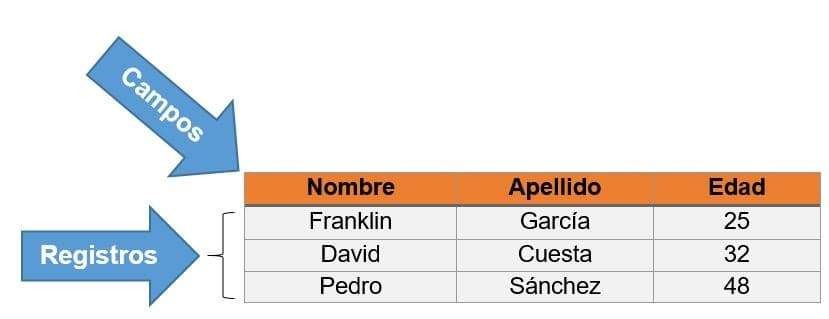 Campos
Nombre Apellido Edad
Registros
Franklin García 25
David Cuesta 32
Pedro Sánchez 48